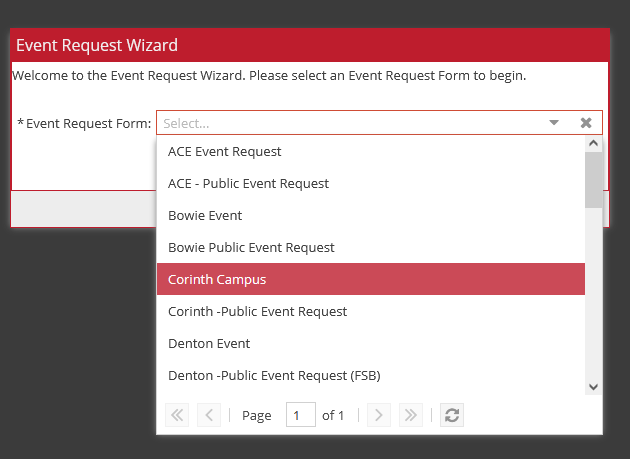 Event Request Wizard
Welcome to the Event Request Wizard. Please select an Event Request Form to begin.
* Event Request Form: Select...
ACE Event Request
ACE - Public Event Request
Bowie Event
Bowie Public Event Request
Corinth Campus
Corinth -Public Event Request
Denton Event
Denton -Public Event Request (FSB)
Page 1 of 1